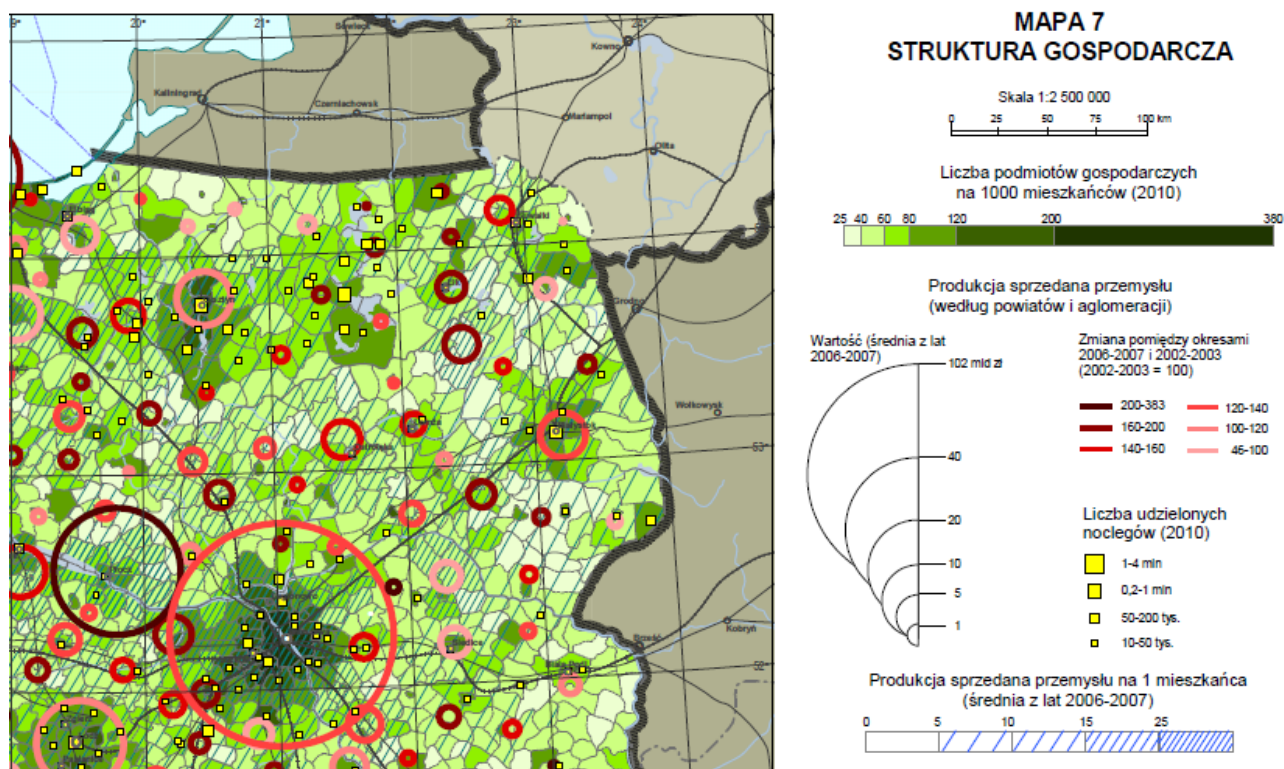 20°
21°
23°
Sowieck
Kowno
Kaliningrad
Czerniachowsk
Mariampol
Olita
Grodno
Wołkowysk
53°
Brześć
Kobryń
52°
Płock
Siedlce
MAPA 7
STRUKTURA GOSPODARCZA
Skala 1:2 500 000
0 25 50 75 100 km
Liczba podmiotów gospodarczych
na 1000 mieszkańców (2010)
25 40 60 80 120 200 380
Produkcja sprzedana przemysłu
(według powiatów i aglomeracji)
Wartość (średnia z lat
2006-2007)
102 mld zł
40
20
10
5
1
Zmiana pomiędzy okresami
2006-2007 i 2002-2003
(2002-2003 = 100)
200-383
160-200
140-160
120-140
100-120
46-100
Liczba udzielonych
noclegów (2010)
1-4 mln
0,2-1 mln
50-200 tys.
10-50 tys.
Produkcja sprzedana przemysłu na 1 mieszkańca
(średnia z lat 2006-2007)
0 5 10 15 25